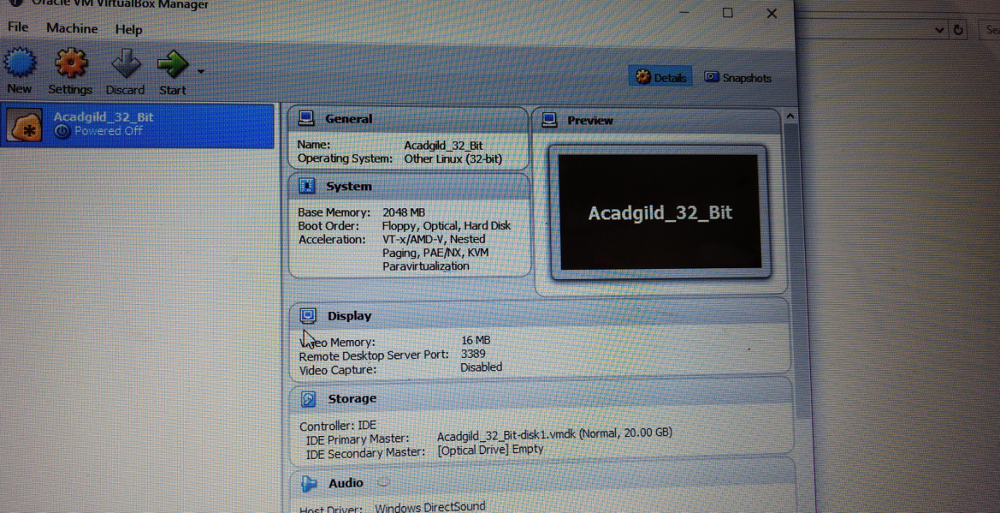 Oracle VM VirtualBox Manager
File Machine Help
New Settings Discard Start
Details Snapshots
Acadgild_32_Bit
Powered Off
General
Name: Acadgild_32_Bit
Operating System: Other Linux (32-bit)
System
Base Memory: 2048 MB
Boot Order: Floppy, Optical, Hard Disk
Acceleration: VT-x/AMD-V, Nested
Paging, PAE/NX, KVM
Paravirtualization
Preview
Acadgild_32_Bit
Display
Video Memory: 16 MB
Remote Desktop Server Port: 3389
Video Capture: Disabled
Storage
Controller: IDE
IDE Primary Master: Acadgild_32_Bit-disk1.vmdk (Normal, 20.00 GB)
IDE Secondary Master: [Optical Drive] Empty
Audio
Host Driver: Windows DirectSound